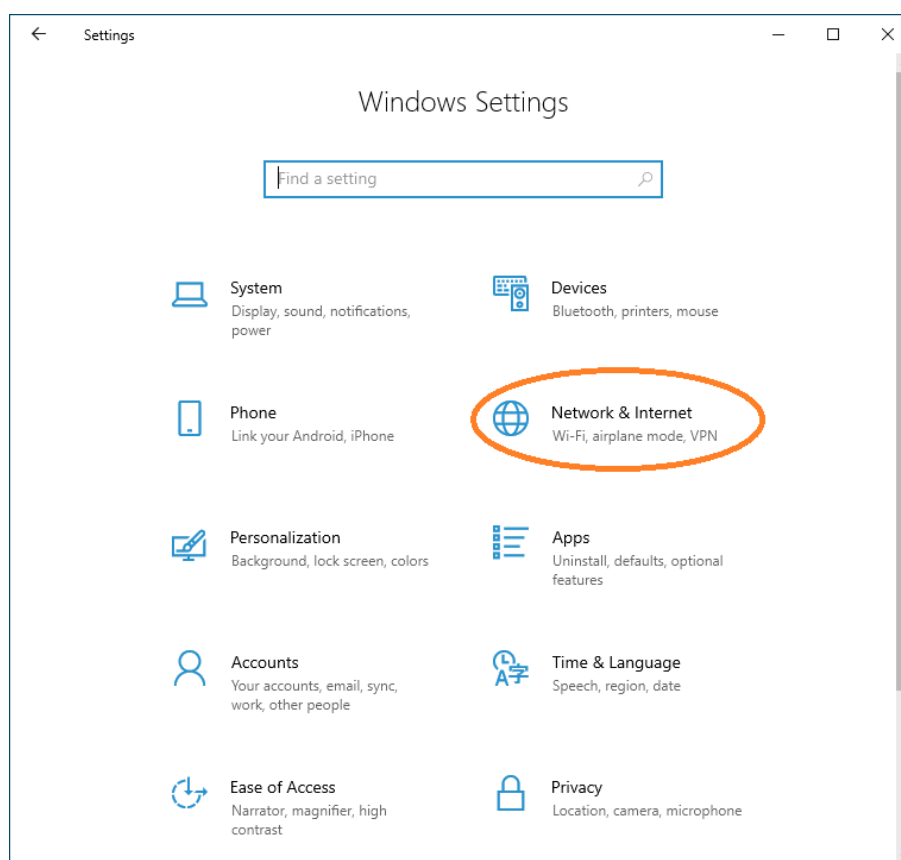 Settings
Windows Settings
Find a setting
System
Display, sound, notifications,
power
Devices
Bluetooth, printers, mouse
Phone
Link your Android, iPhone
Network & Internet
Wi-Fi, airplane mode, VPN
Personalization
Background, lock screen, colors
Apps
Uninstall, defaults, optional
features
Accounts
Your accounts, email, sync,
work, other people
Time & Language
Speech, region, date
Ease of Access
Narrator, magnifier, high
contrast
Privacy
Location, camera, microphone